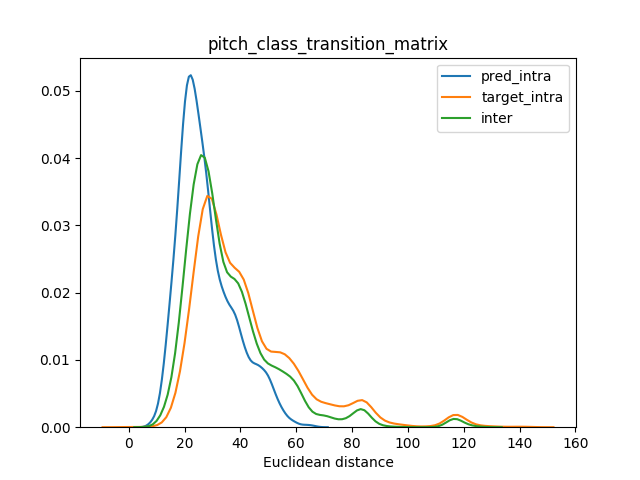 pitch_class_transition_matrix
pred_intra
target_intra
inter
0.05
0.04
0.03
0.02
0.01
0.00
0 20 40 60 80 100 120 140 160
Euclidean distance